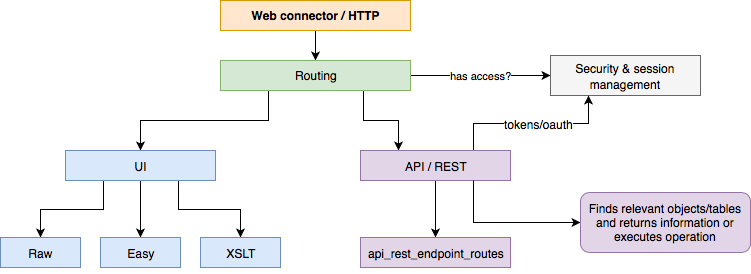 Web connector / HTTP
Routing
has access?
Security & session
management
tokens/oauth
UI
API / REST
Finds relevant objects/tables
and returns information or
executes operation
Raw
Easy
XSLT
api_rest_endpoint_routes